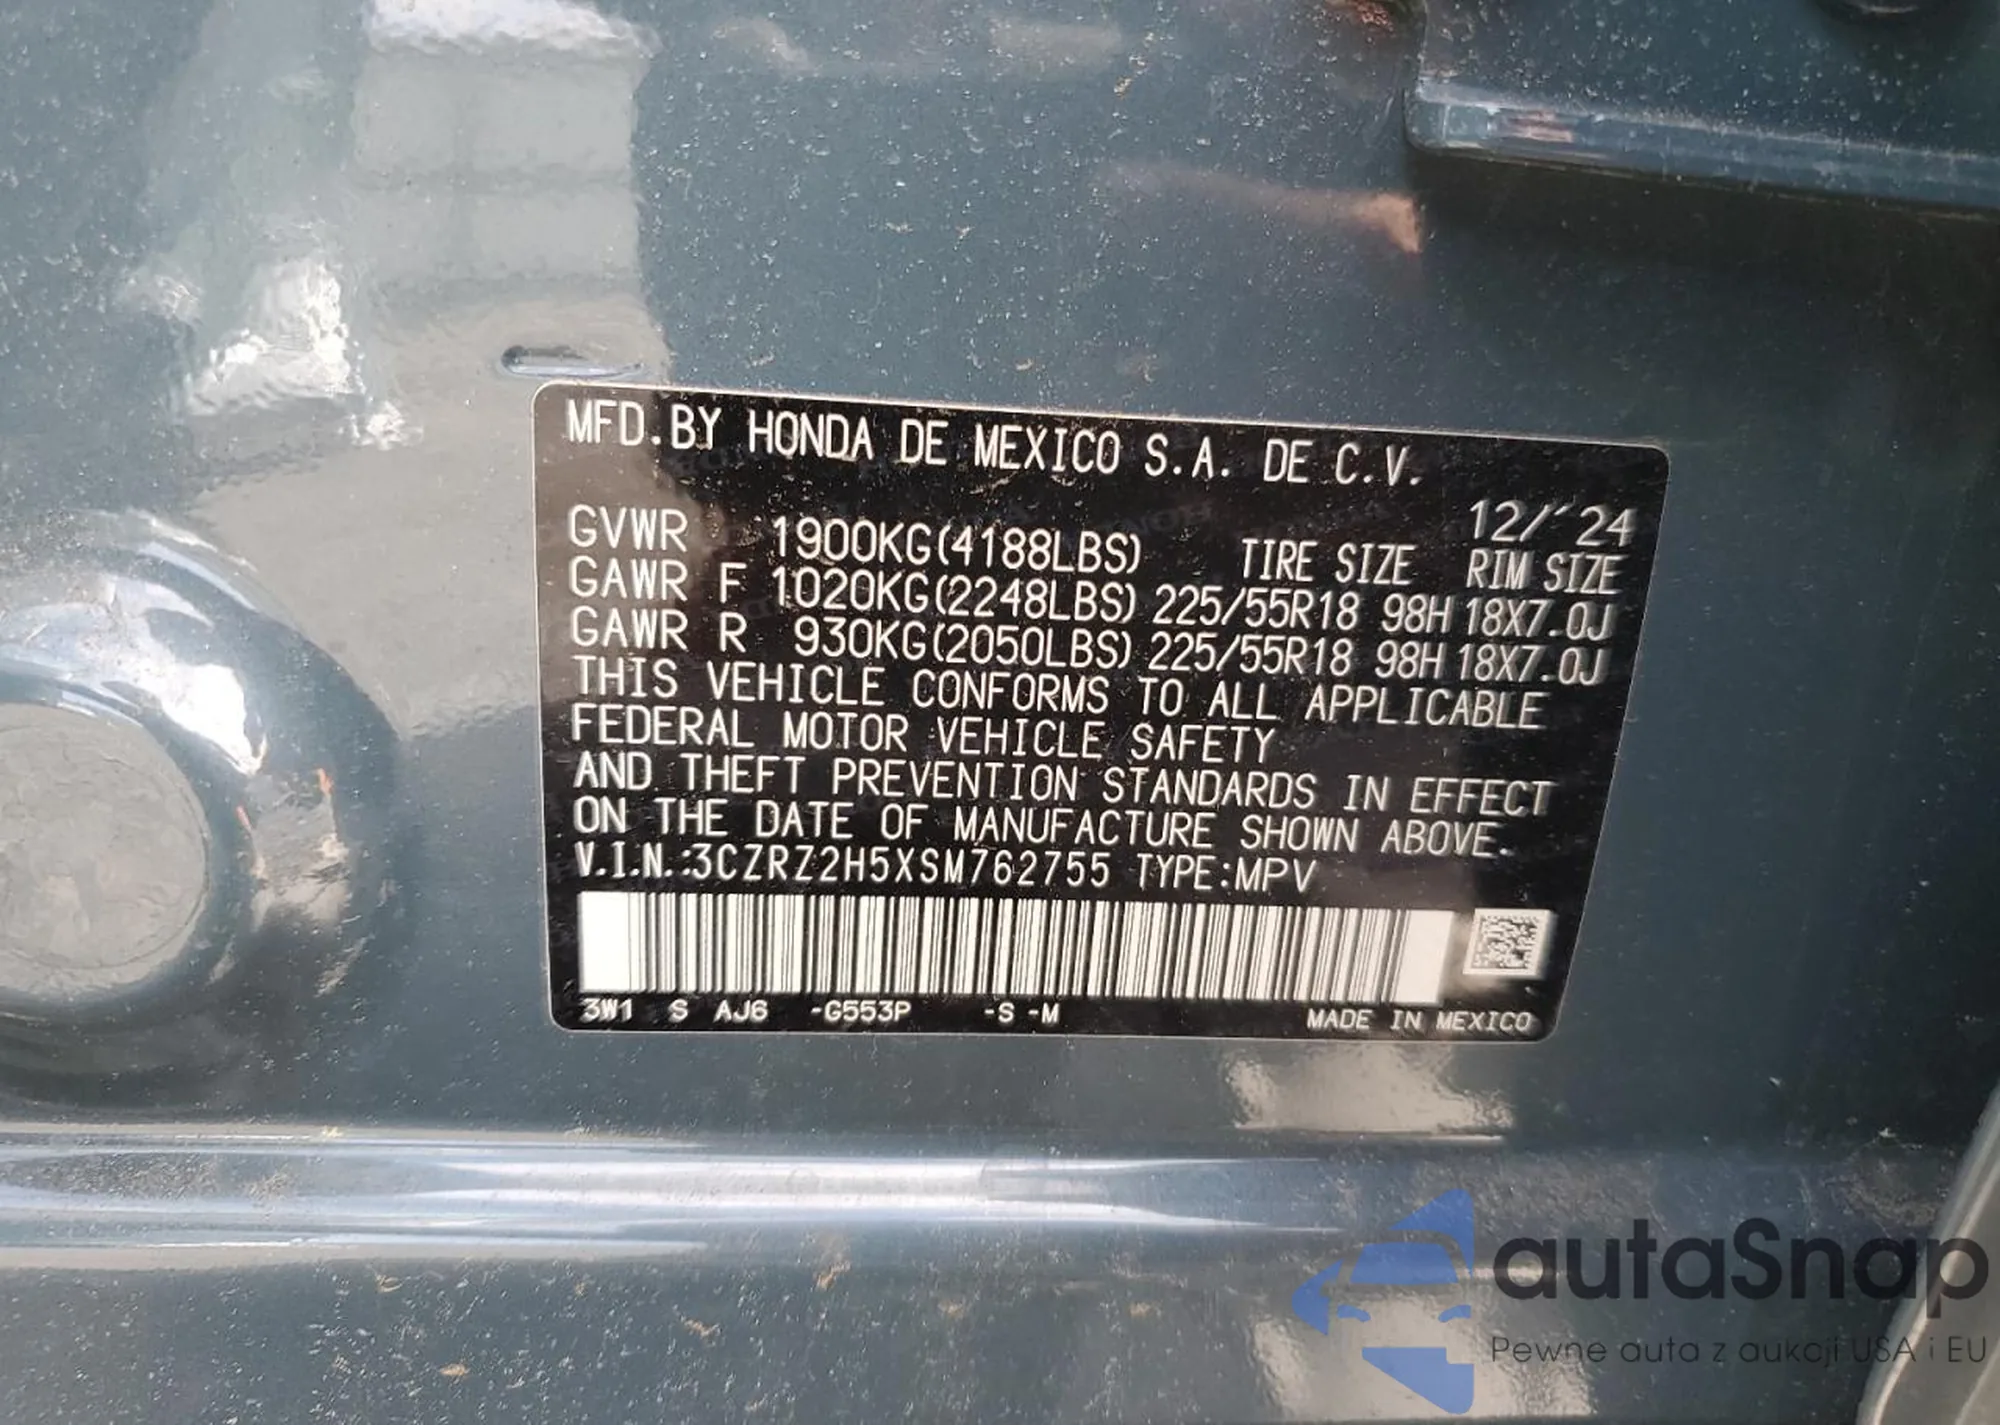 MFD.BY HONDA DE MEXICO S.A. DE C.V.
12/´24
GVWR 1900KG(4188LBS) TIRE SIZE RIM SIZE
GAWR F 1020KG(2248LBS) 225/55R18 98H 18X7.0J
GAWR R 930KG(2050LBS) 225/55R18 98H 18X7.0J
THIS VEHICLE CONFORMS TO ALL APPLICABLE
FEDERAL MOTOR VEHICLE SAFETY
AND THEFT PREVENTION STANDARDS IN EFFECT
ON THE DATE OF MANUFACTURE SHOWN ABOVE.
V.I.N.:3CZRZ2H5XSM762755 TYPE:MPV
3W1 S AJ6 -G553P -S -M MADE IN MEXICO
autaSnap
Pewne auta z aukcji USA i EU